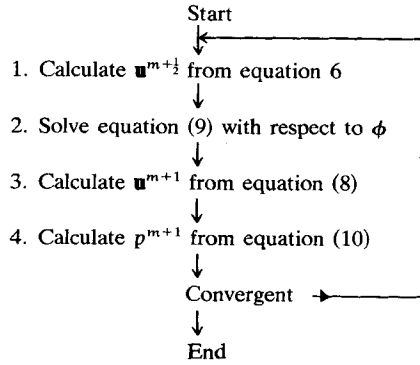 Start
1. Calculate 𝐮^{m+½} from equation 6
2. Solve equation (9) with respect to ϕ
3. Calculate 𝐮^{m+1} from equation (8)
4. Calculate p^{m+1} from equation (10)
Convergent
End